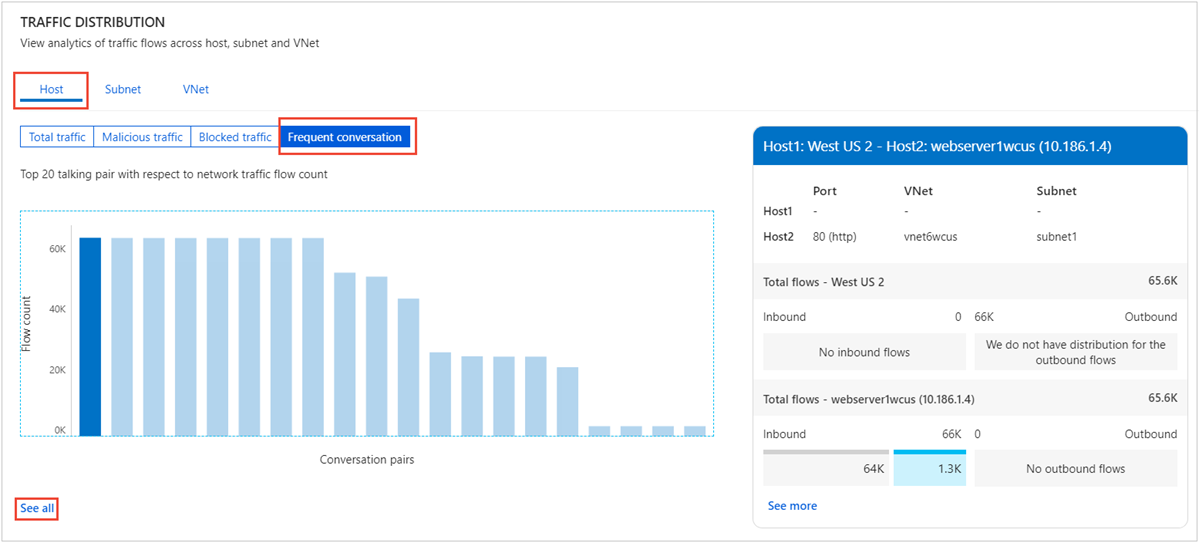 TRAFFIC DISTRIBUTION
View analytics of traffic flows across host, subnet and VNet
Host Subnet VNet
Total traffic Malicious traffic Blocked traffic Frequent conversation
Top 20 talking pair with respect to network traffic flow count
Flow count
60K
40K
20K
0K
Conversation pairs
See all
Host1: West US 2 - Host2: webserver1wcus (10.186.1.4)
Port VNet Subnet
Host1 - - -
Host2 80 (http) vnet6wcus subnet1
Total flows - West US 2 65.6K
Inbound 0 66K Outbound
No inbound flows
We do not have distribution for the
outbound flows
Total flows - webserver1wcus (10.186.1.4) 65.6K
Inbound 66K 0 Outbound
64K 1.3K No outbound flows
See more